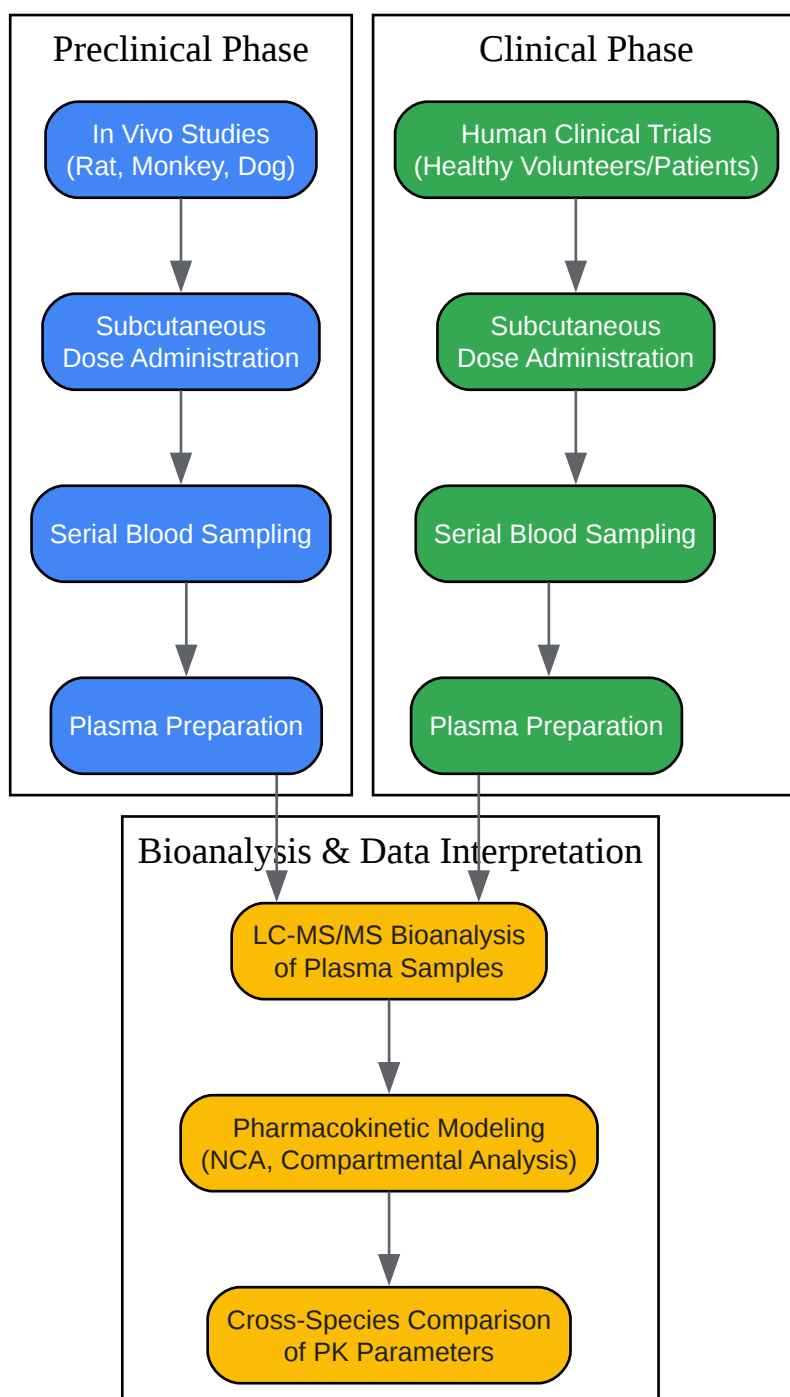 Preclinical Phase
In Vivo Studies
(Rat, Monkey, Dog)
Subcutaneous
Dose Administration
Serial Blood Sampling
Plasma Preparation
Clinical Phase
Human Clinical Trials
(Healthy Volunteers/Patients)
Subcutaneous
Dose Administration
Serial Blood Sampling
Plasma Preparation
Bioanalysis & Data Interpretation
LC-MS/MS Bioanalysis
of Plasma Samples
Pharmacokinetic Modeling
(NCA, Compartmental Analysis)
Cross-Species Comparison
of PK Parameters